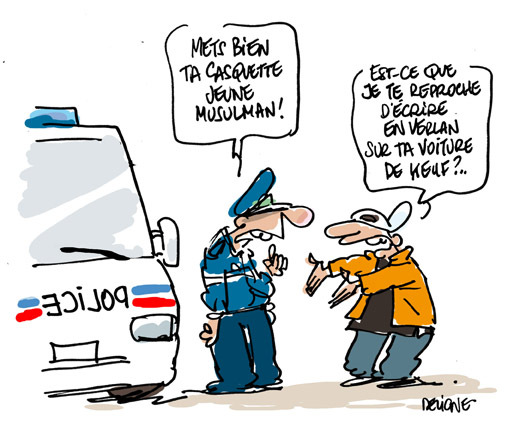 METS BIEN
TA CASQUETTE
JEUNE
MUSULMAN!
EST-CE QUE
JE TE REPROCHE
D'ÉCRIRE
EN VERLAN
SUR TA VOITURE
DE KEUF?..
POLICE
DELIGNE